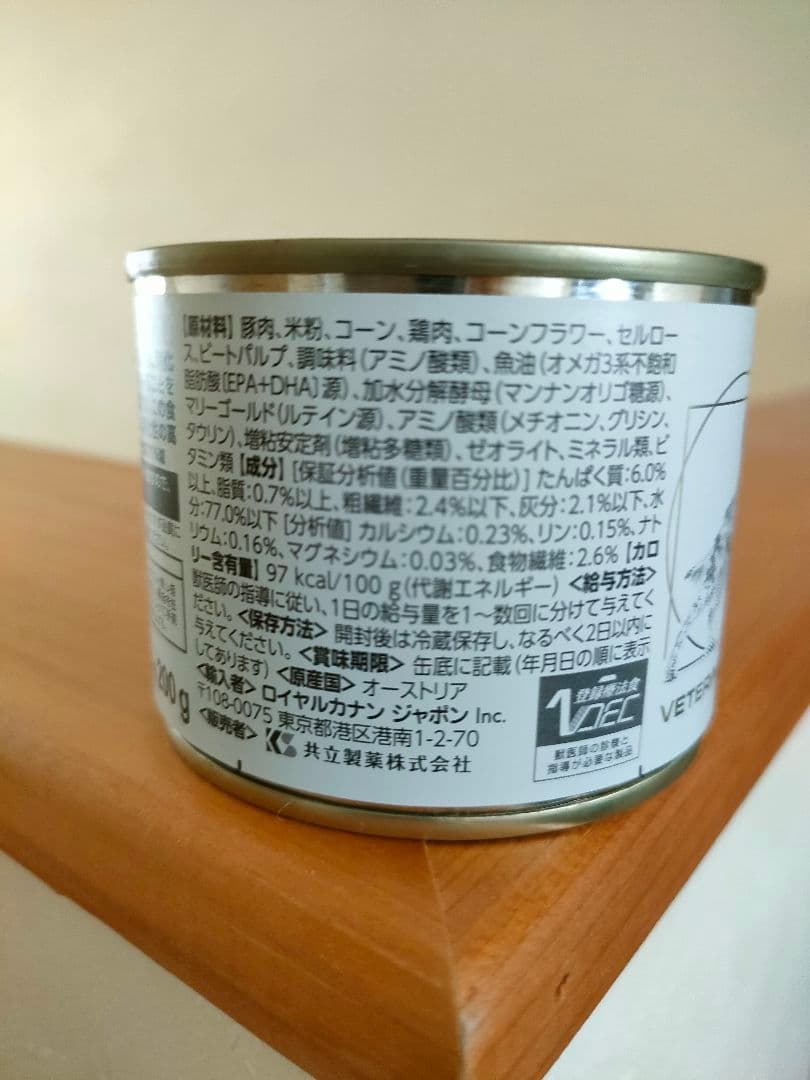 【原材料】豚肉、米粉、コーン、鶏肉、コーンフラワー、セルロー
ス、ビートパルプ、調味料(アミノ酸類)、魚油(オメガ3系不飽和
脂肪酸〔EPA+DHA〕源)、加水分解酵母(マンナンオリゴ糖源)、
マリーゴールド(ルテイン源)、アミノ酸類(メチオニン、グリシン、
タウリン)、増粘安定剤(増粘多糖類)、ゼオライト、ミネラル類、ビ
タミン類【成分】[保証分析値(重量百分比)]たんぱく質:6.0%
以上、脂質:0.7%以上、粗繊維:2.4%以下、灰分:2.1%以下、水
分:77.0%以下[分析値]カルシウム:0.23%、リン:0.15%、ナト
リウム:0.16%、マグネシウム:0.03%、食物繊維:2.6%【カロ
リー含有量】97 kcal/100 g(代謝エネルギー)<給与方法>
獣医師の指導に従い、1日の給与量を1〜数回に分けて与えてく
ださい。<保存方法>開封後は冷蔵保存し、なるべく2日以内に
与えてください。<賞味期限>缶底に記載(年月日の順に表示
してあります)<原産国>オーストリア
<輸入者>ロイヤルカナン ジャポン Inc.
〒108-0075 東京都港区港南1-2-70
<販売者> KS 共立製薬株式会社
200 g
登録療法食
VDEC
獣医師の診療と
指導が必要な製品
VETER